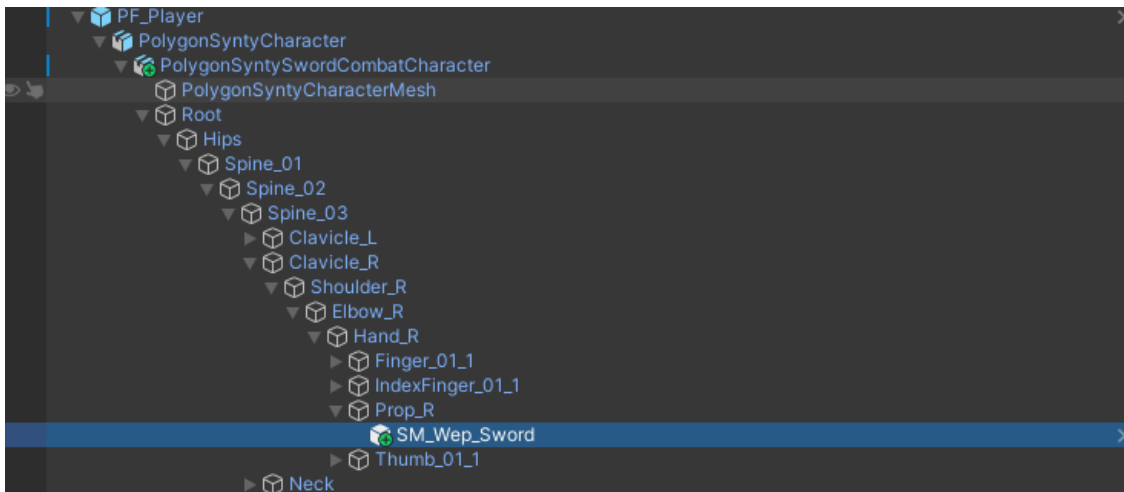 PF_Player
PolygonSyntyCharacter
PolygonSyntySwordCombatCharacter
PolygonSyntyCharacterMesh
Root
Hips
Spine_01
Spine_02
Spine_03
Clavicle_L
Clavicle_R
Shoulder_R
Elbow_R
Hand_R
Finger_01_1
IndexFinger_01_1
Prop_R
SM_Wep_Sword
Thumb_01_1
Neck